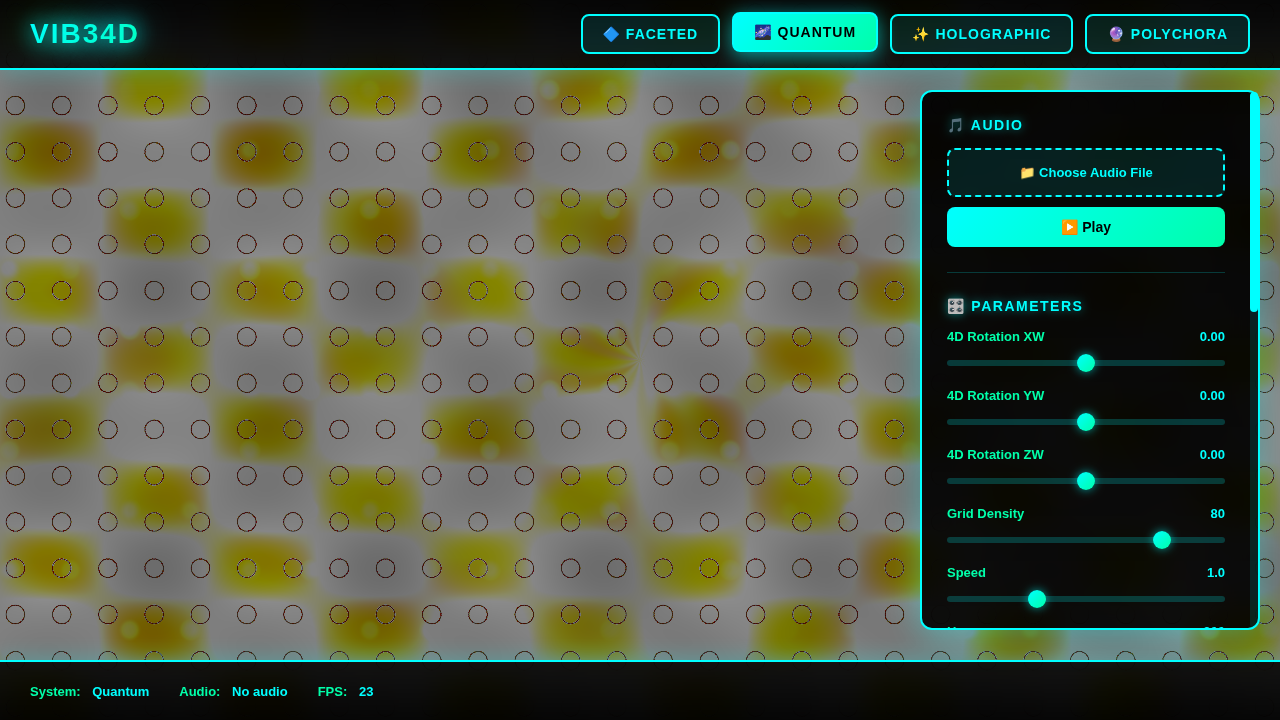 VIB34D
🔷 FACETED
🌌 QUANTUM
✨ HOLOGRAPHIC
🔮 POLYCHORA
🎵 AUDIO
📁 Choose Audio File
▶️ Play
🎛️ PARAMETERS
4D Rotation XW 0.00
4D Rotation YW 0.00
4D Rotation ZW 0.00
Grid Density 80
Speed 1.0
System: Quantum Audio: No audio FPS: 23